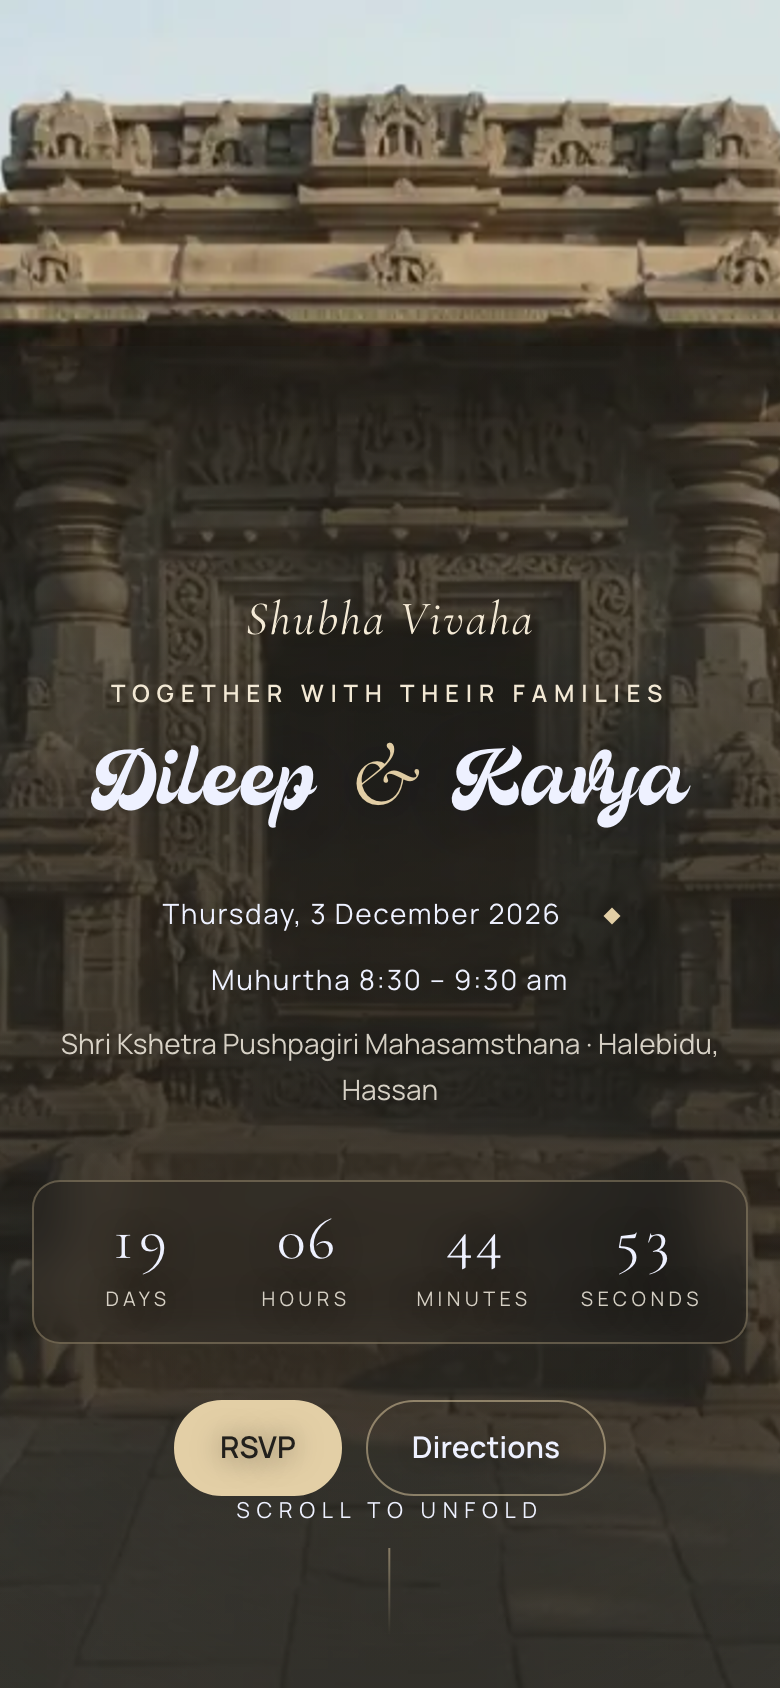 Shubha Vivaha
TOGETHER WITH THEIR FAMILIES
Dileep & Kavya
Thursday, 3 December 2026 ◆
Muhurtha 8:30 – 9:30 am
Shri Kshetra Pushpagiri Mahasamsthana · Halebidu,
Hassan
19 06 44 53
DAYS HOURS MINUTES SECONDS
RSVP Directions
SCROLL TO UNFOLD